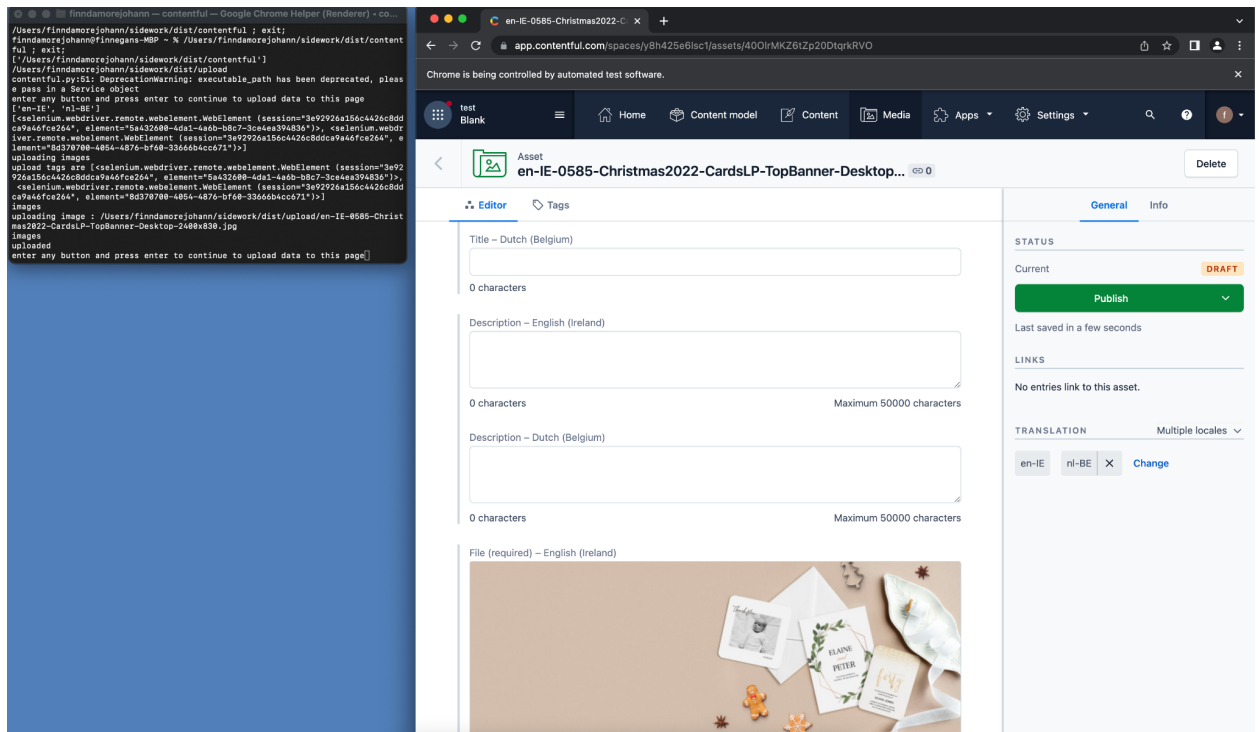 finndamorejohann — contentful — Google Chrome Helper (Renderer) • co...
/Users/finndamorejohann/sidework/dist/contentful ; exit;
finndamorejohann@finnegans-MBP ~ % /Users/finndamorejohann/sidework/dist/content
ful ; exit;
['/Users/finndamorejohann/sidework/dist/contentful']
/Users/finndamorejohann/sidework/dist/upload
contentful.py:51: DeprecationWarning: executable_path has been deprecated, pleas
e pass in a Service object
enter any button and press enter to continue to upload data to this page
['en-IE', 'nl-BE']
[<selenium.webdriver.remote.webelement.WebElement (session="3e92926a156c4426c8dd
ca9a46fce264", element="5a432600-4da1-4a6b-b8c7-3ce4ea394836")>, <selenium.webdr
iver.remote.webelement.WebElement (session="3e92926a156c4426c8ddca9a46fce264", e
lement="8d370700-4054-4876-bf60-33666b4cc671")>]
uploading images
upload tags are [<selenium.webdriver.remote.webelement.WebElement (session="3e92
926a156c4426c8ddca9a46fce264", element="5a432600-4da1-4a6b-b8c7-3ce4ea394836")>,
<selenium.webdriver.remote.webelement.WebElement (session="3e92926a156c4426c8dd
ca9a46fce264", element="8d370700-4054-4876-bf60-33666b4cc671")>]
images
uploading image : /Users/finndamorejohann/sidework/dist/upload/en-IE-0585-Christ
mas2022-CardsLP-TopBanner-Desktop-2400x830.jpg
images
uploaded
enter any button and press enter to continue to upload data to this page
en-IE-0585-Christmas2022-C
app.contentful.com/spaces/y8h425e6lsc1/assets/40OIrMKZ6tZp20DtqrkRVO
Chrome is being controlled by automated test software.
test
Blank
Home Content model Content Media Apps Settings
f
Asset
en-IE-0585-Christmas2022-CardsLP-TopBanner-Desktop... 0
Delete
Editor Tags
General Info
Title – Dutch (Belgium)
0 characters
Description – English (Ireland)
0 characters Maximum 50000 characters
Description – Dutch (Belgium)
0 characters Maximum 50000 characters
File (required) – English (Ireland)
ELAINE
and
PETER
forty
STATUS
Current DRAFT
Publish
Last saved in a few seconds
LINKS
No entries link to this asset.
TRANSLATION Multiple locales
en-IE nl-BE Change